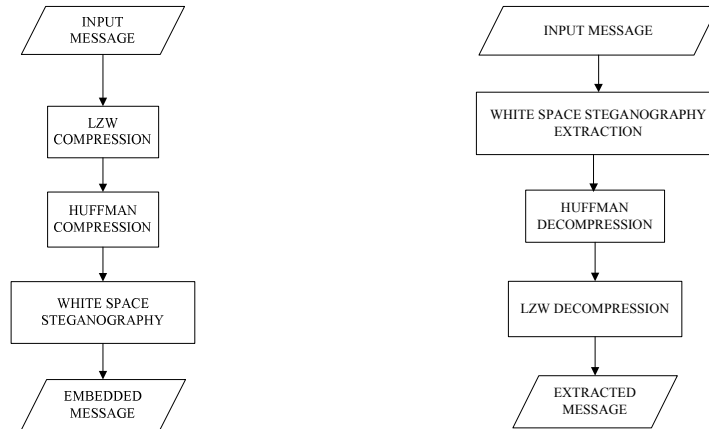 INPUT
MESSAGE
LZW
COMPRESSION
HUFFMAN
COMPRESSION
WHITE SPACE
STEGANOGRAPHY
EMBEDDED
MESSAGE
INPUT MESSAGE
WHITE SPACE STEGANOGRAPHY
EXTRACTION
HUFFMAN
DECOMPRESSION
LZW DECOMPRESSION
EXTRACTED
MESSAGE